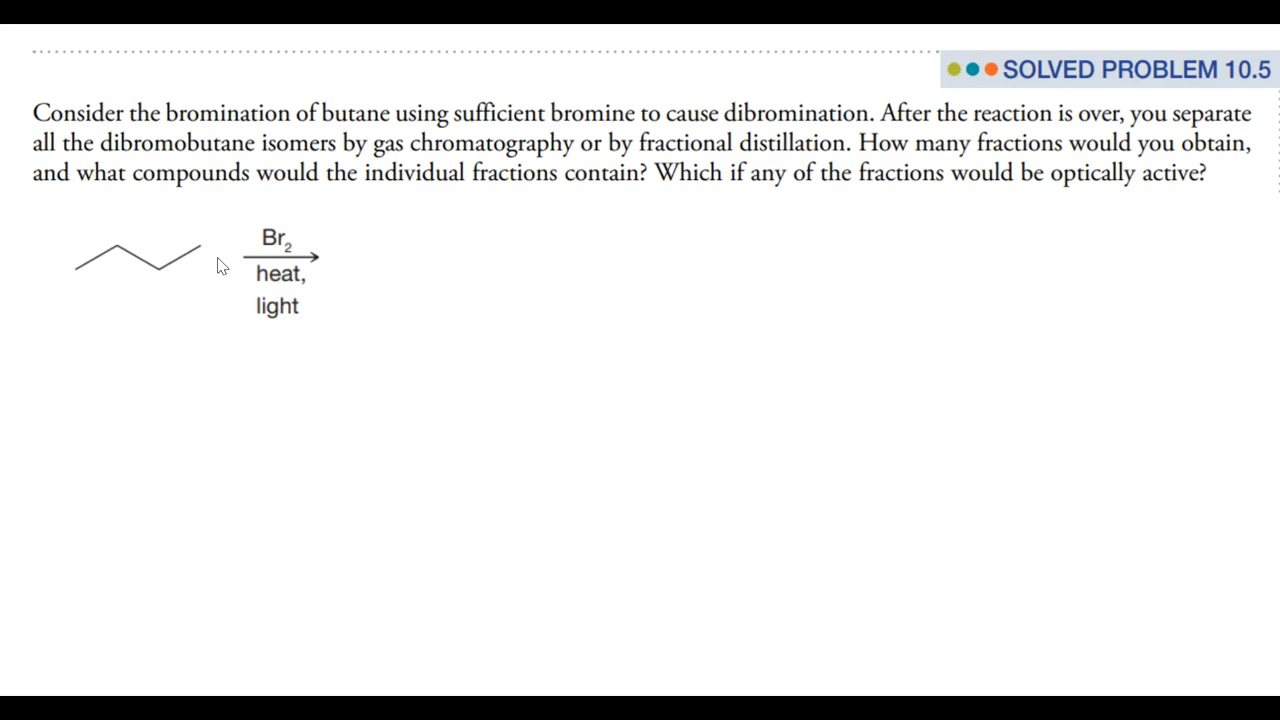 SOLVED PROBLEM 10.5
Consider the bromination of butane using sufficient bromine to cause dibromination. After the reaction is over, you separate
all the dibromobutane isomers by gas chromatography or by fractional distillation. How many fractions would you obtain,
and what compounds would the individual fractions contain? Which if any of the fractions would be optically active?
Br2
heat,
light